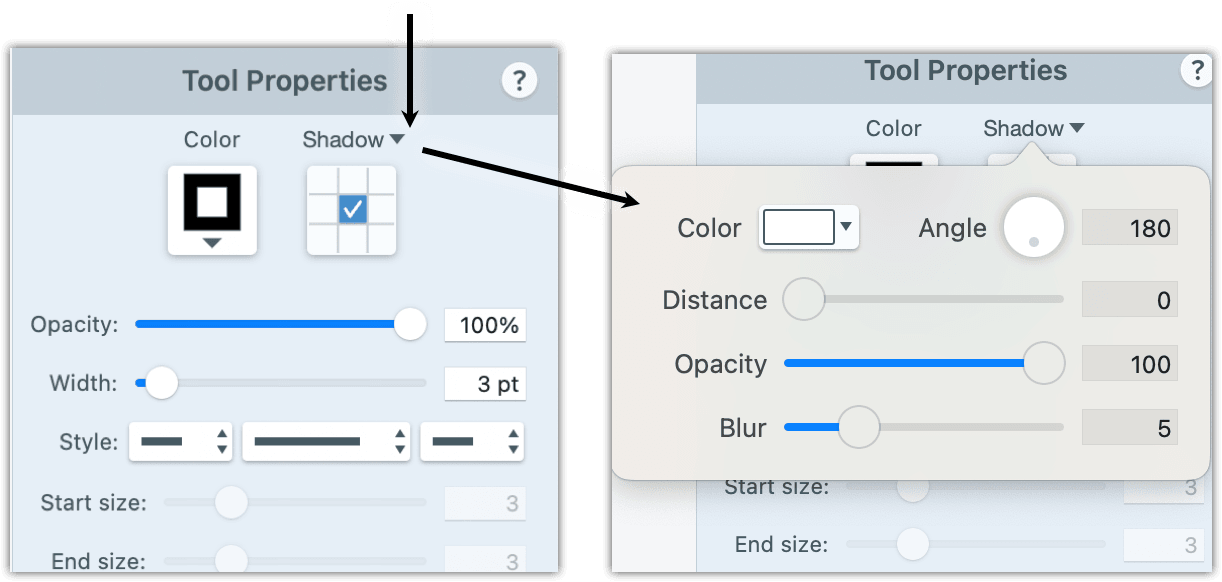 Tool Properties ?
Color Shadow
Opacity: 100%
Width: 3 pt
Style:
Start size: 3
End size: 3
Tool Properties ?
Color Shadow
Color Angle 180
Distance 0
Opacity 100
Blur 5
Start size: 3
End size: 3